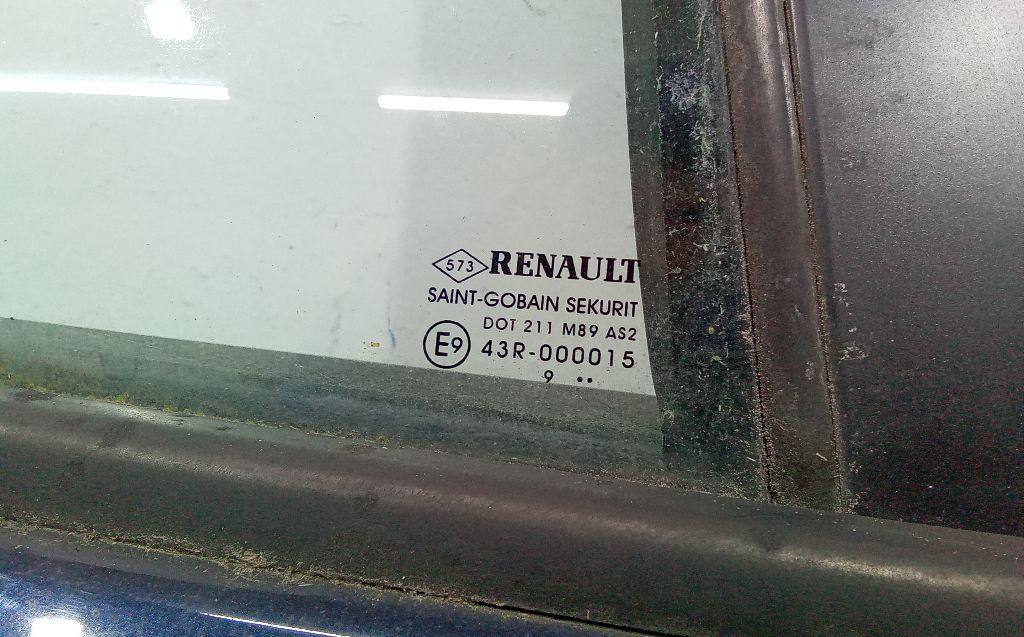 573 RENAULT
SAINT-GOBAIN SEKURIT
DOT 211 M89 AS2
E9 43R-000015
9 ..